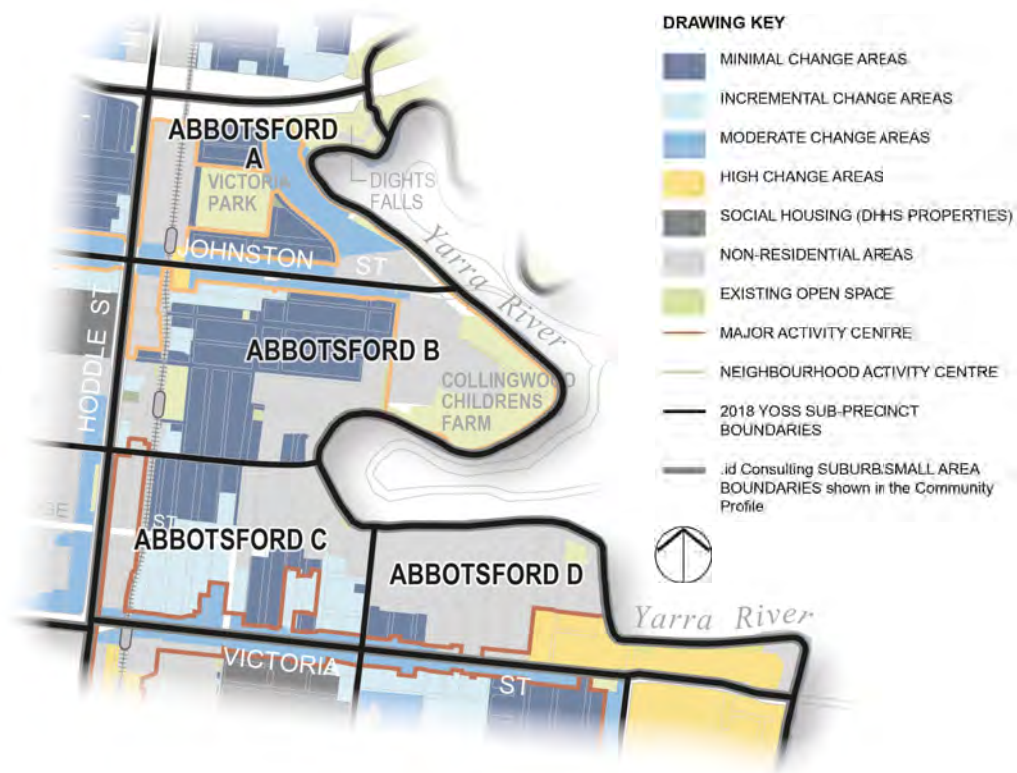 ABBOTSFORD
A
VICTORIA
PARK
DIGHTS
FALLS
Yarra River
JOHNSTON ST
HODDLE ST
ABBOTSFORD B
COLLINGWOOD
CHILDRENS
FARM
ST
ABBOTSFORD C
ABBOTSFORD D
Yarra River
VICTORIA ST
DRAWING KEY
MINIMAL CHANGE AREAS
INCREMENTAL CHANGE AREAS
MODERATE CHANGE AREAS
HIGH CHANGE AREAS
SOCIAL HOUSING (DHHS PROPERTIES)
NON-RESIDENTIAL AREAS
EXISTING OPEN SPACE
MAJOR ACTIVITY CENTRE
NEIGHBOURHOOD ACTIVITY CENTRE
2018 YOSS SUB-PRECINCT
BOUNDARIES
.id Consulting SUBURB/SMALL AREA
BOUNDARIES shown in the Community
Profile